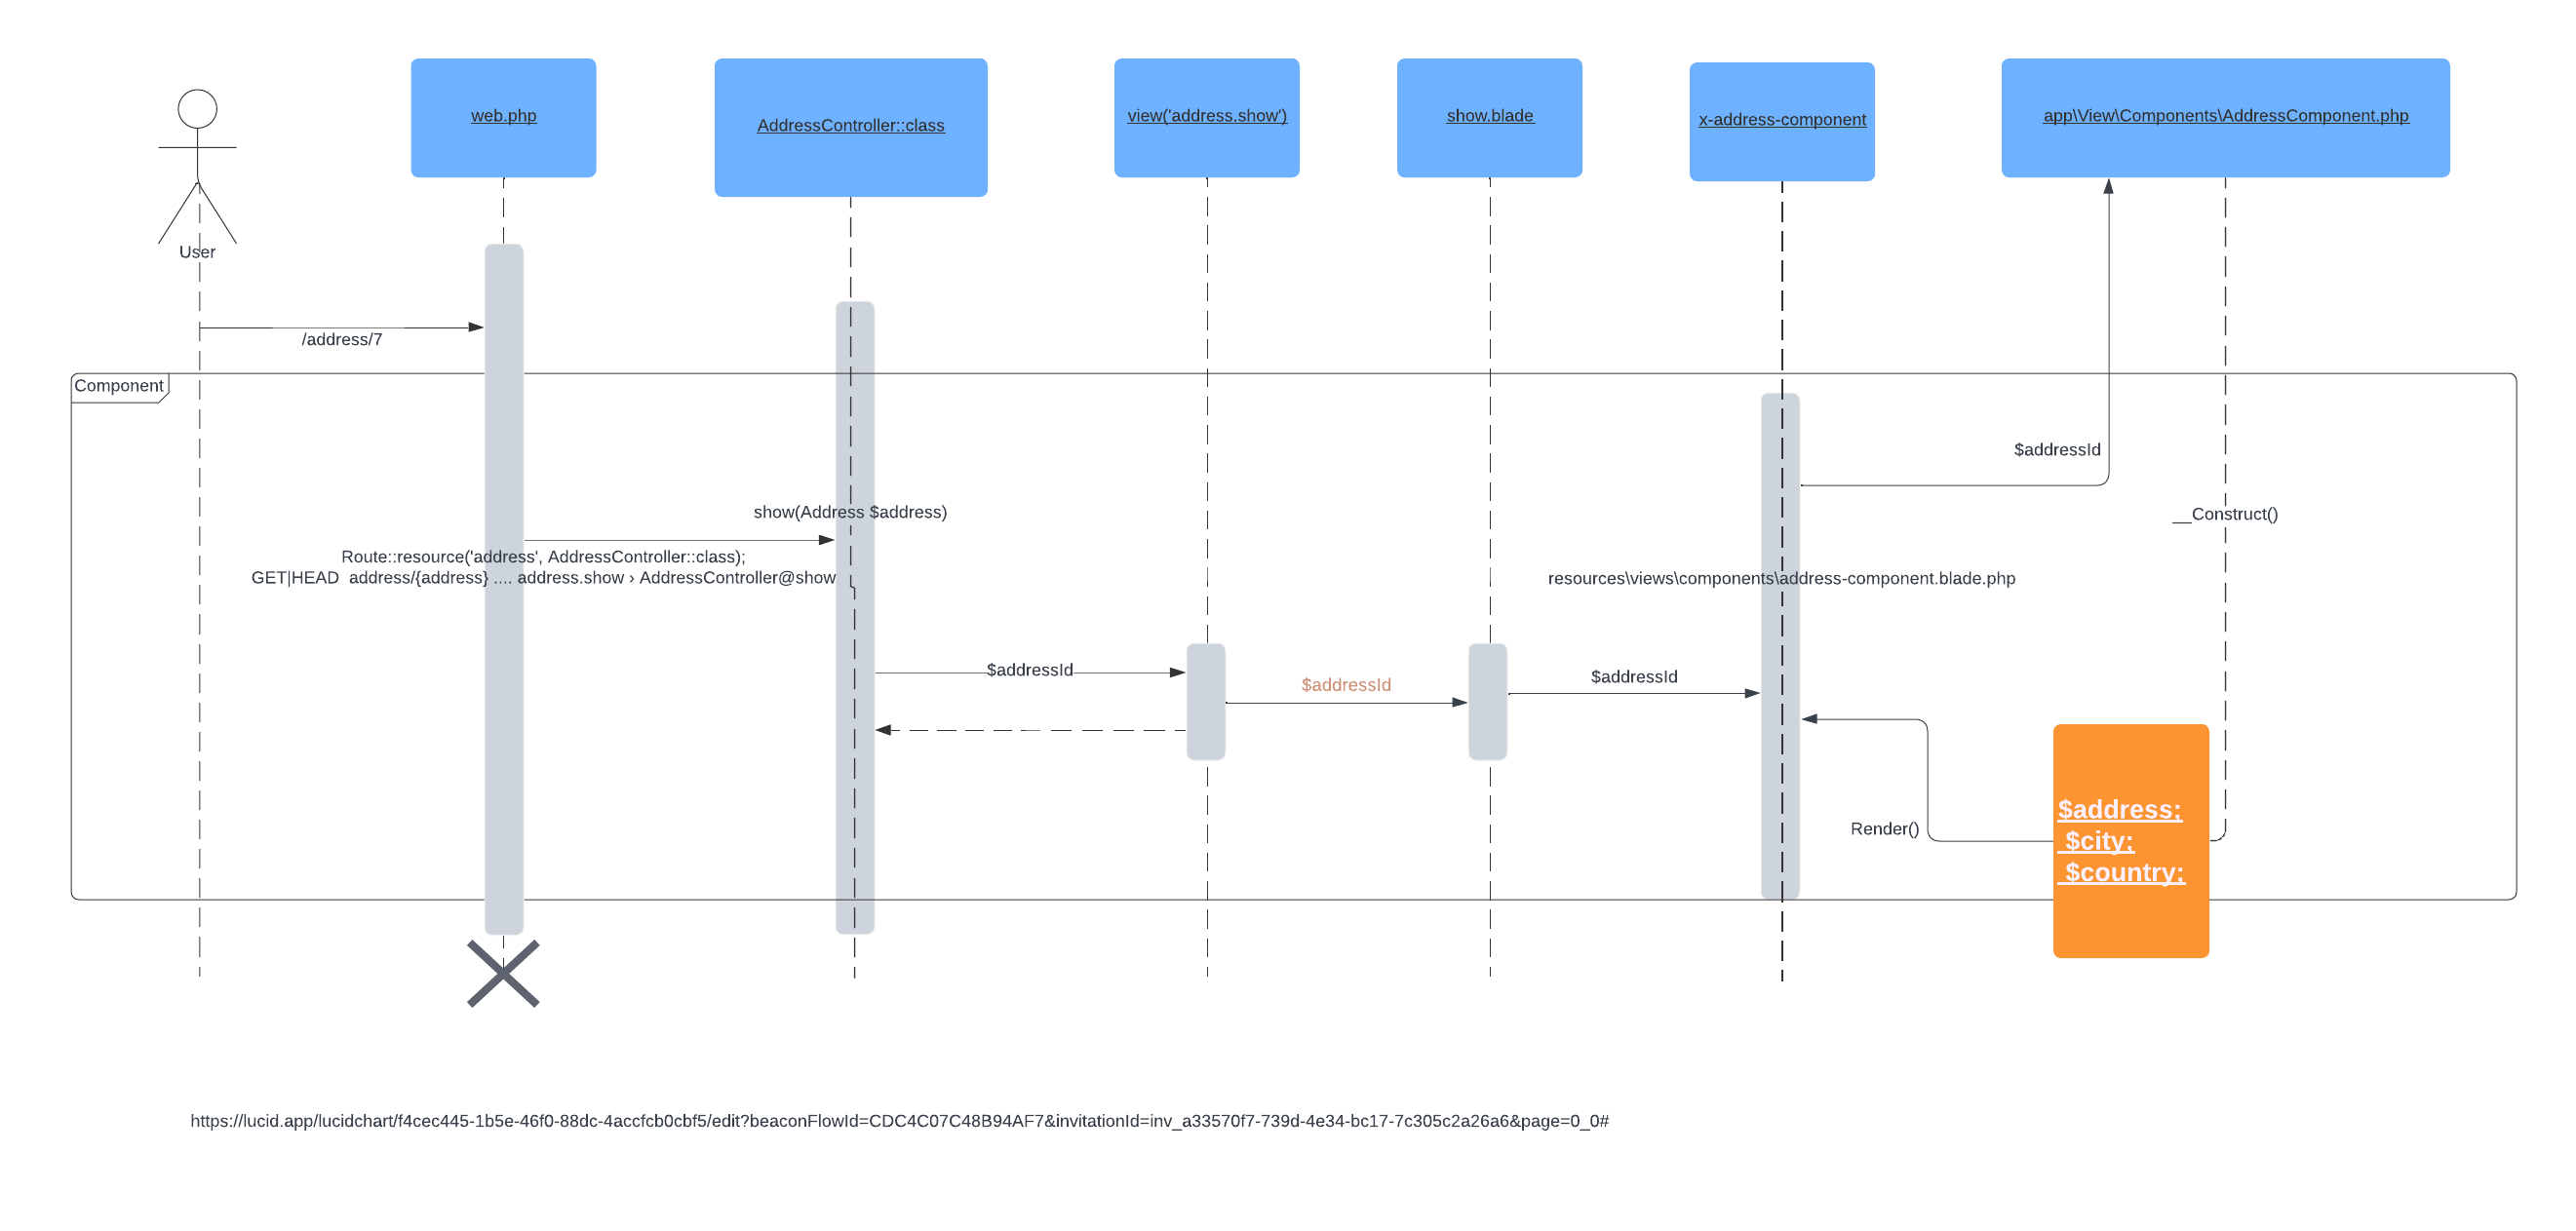 web.php
AddressController::class
view('address.show')
show.blade
x-address-component
app\View\Components\AddressComponent.php
User
/address/7
Component
$addressId
show(Address $address)
__Construct()
Route::resource('address', AddressController::class);
GET|HEAD  address/{address} .... address.show › AddressController@show
resources\views\components\address-component.blade.php
$addressId
$addressId
$addressId
Render()
$address;
$city;
$country;
https://lucid.app/lucidchart/f4cec445-1b5e-46f0-88dc-4accfcb0cbf5/edit?beaconFlowId=CDC4C07C48B94AF7&invitationId=inv_a33570f7-739d-4e34-bc17-7c305c2a26a6&page=0_0#